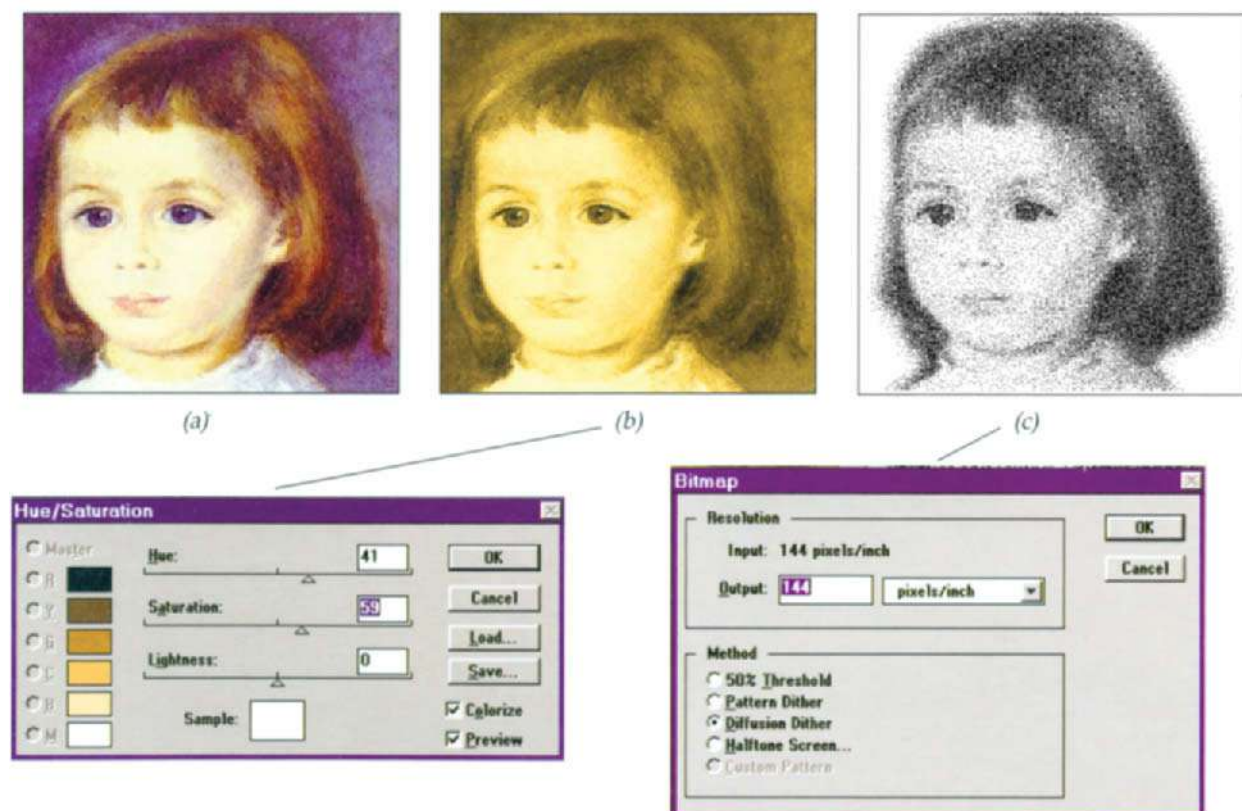 (a)
(b)
(c)
Hue/Saturation
Master
R
Y
G
C
B
M
Hue: 41
Saturation: 59
Lightness: 0
Sample:
OK
Cancel
Load...
Save...
Colorize
Preview
Bitmap
Resolution
Input: 144 pixels/inch
Output: 144 pixels/inch
OK
Cancel
Method
50% Threshold
Pattern Dither
Diffusion Dither
Halftone Screen...
Custom Pattern